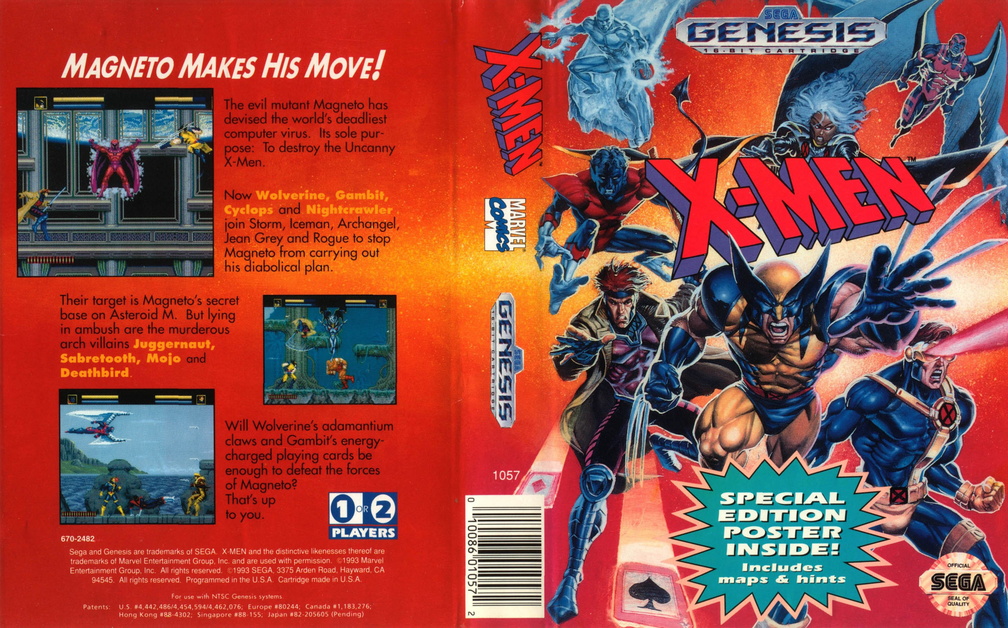 MAGNETO MAKES HIS MOVE!
The evil mutant Magneto has
devised the world's deadliest
computer virus. Its sole pur-
pose: To destroy the Uncanny
X-Men.
Now Wolverine, Gambit,
Cyclops and Nightcrawler
join Storm, Iceman, Archangel,
Jean Grey and Rogue to stop
Magneto from carrying out
his diabolical plan.
Their target is Magneto's secret
base on Asteroid M. But lying
in ambush are the murderous
arch villains Juggernaut,
Sabretooth, Mojo and
Deathbird.
Will Wolverine's adamantium
claws and Gambit's energy-
charged playing cards be
enough to defeat the forces
of Magneto?
That's up
to you.
1 OR 2
PLAYERS
670-2482
Sega and Genesis are trademarks of SEGA. X-MEN and the distinctive likenesses thereof are
trademarks of Marvel Entertainment Group, Inc. and are used with permission. ©1993 Marvel
Entertainment Group, Inc. All rights reserved. ©1993 SEGA. 3375 Arden Road, Hayward, CA
94545. All rights reserved. Programmed in the U.S.A. Cartridge made in U.S.A.
For use with NTSC Genesis systems.
Patents: U.S. #4,442,486/4,454,594/4,462,076; Europe #80244; Canada #1,183,276;
Hong Kong #88-4302; Singapore #88-155; Japan #82-205605 (Pending)
X-MEN
MARVEL
COMICS
GENESIS
1057
0 10086 01057 2
SEGA
GENESIS
16-BIT CARTRIDGE
X-MEN™
SPECIAL
EDITION
POSTER
INSIDE!
Includes
maps & hints
OFFICIAL
SEGA
SEAL OF
QUALITY